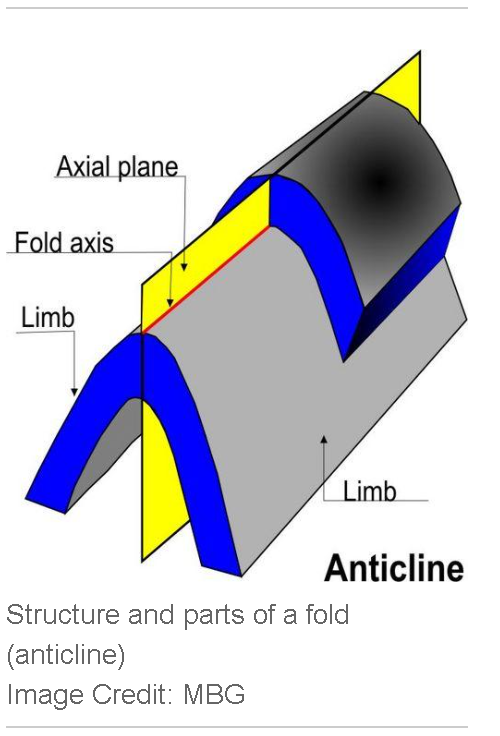 Axial plane
Fold axis
Limb
Limb
Anticline
Structure and parts of a fold
(anticline)
Image Credit: MBG